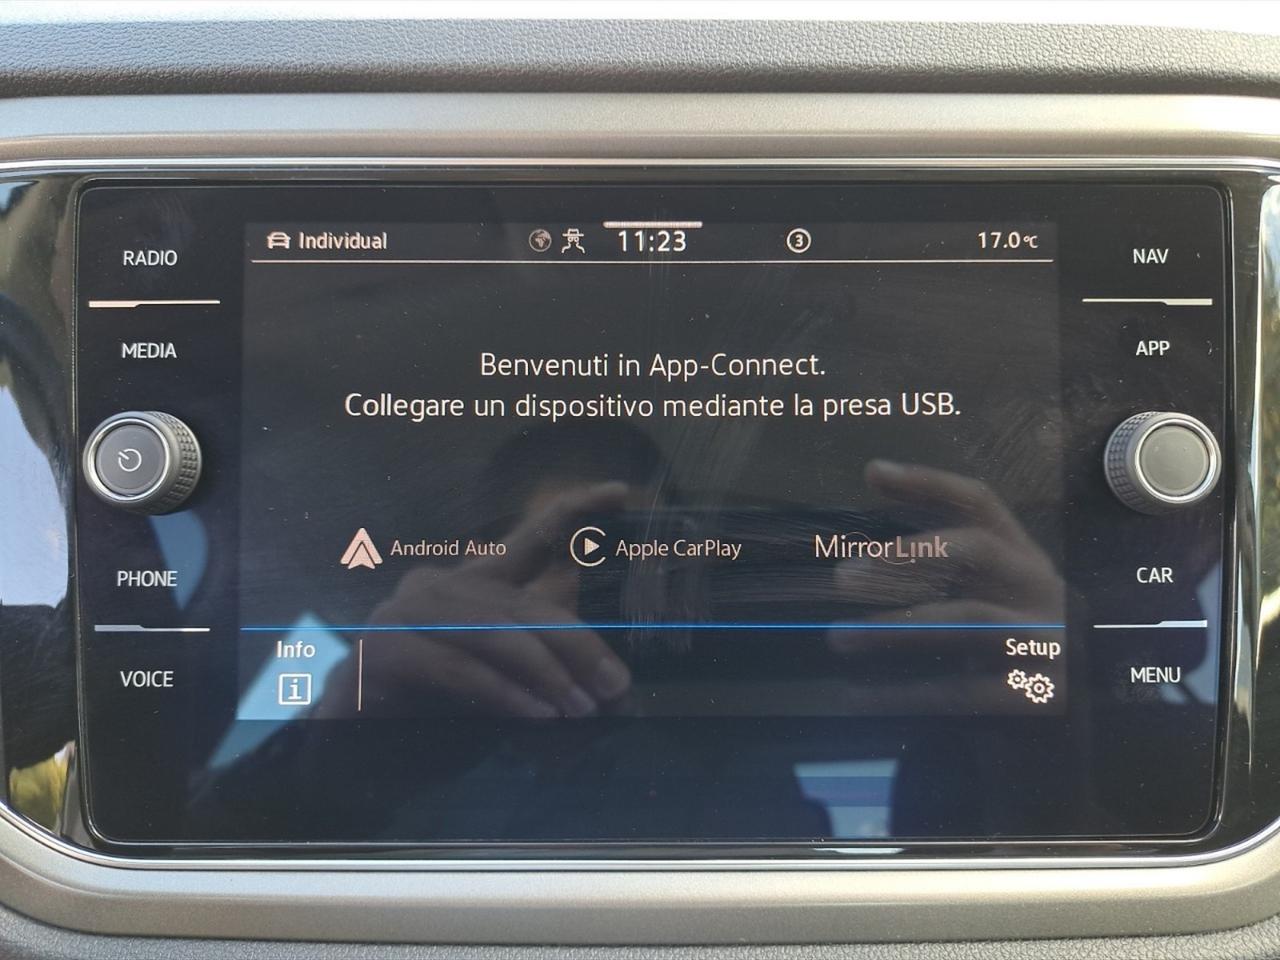 RADIO
MEDIA
PHONE
VOICE
Individual
11:23
3
17.0°C
Benvenuti in App-Connect.
Collegare un dispositivo mediante la presa USB.
Android Auto
Apple CarPlay
MirrorLink
Info
i
Setup
NAV
APP
CAR
MENU